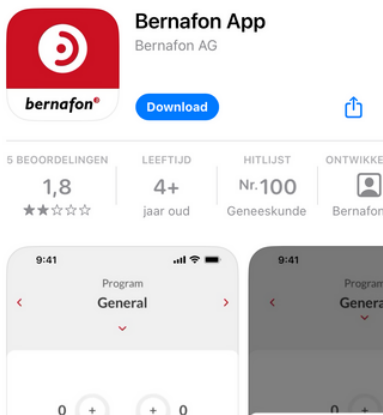 Bernafon App
Bernafon AG
bernafon®
Download
5 BEOORDELINGEN
LEEFTIJD
HITLIJST
ONTWIKKE
1,8
4+
Nr.100
jaar oud
Geneeskunde
Bernafon
9:41
9:41
Program
Program
General
Genera
0 + + 0
0 +